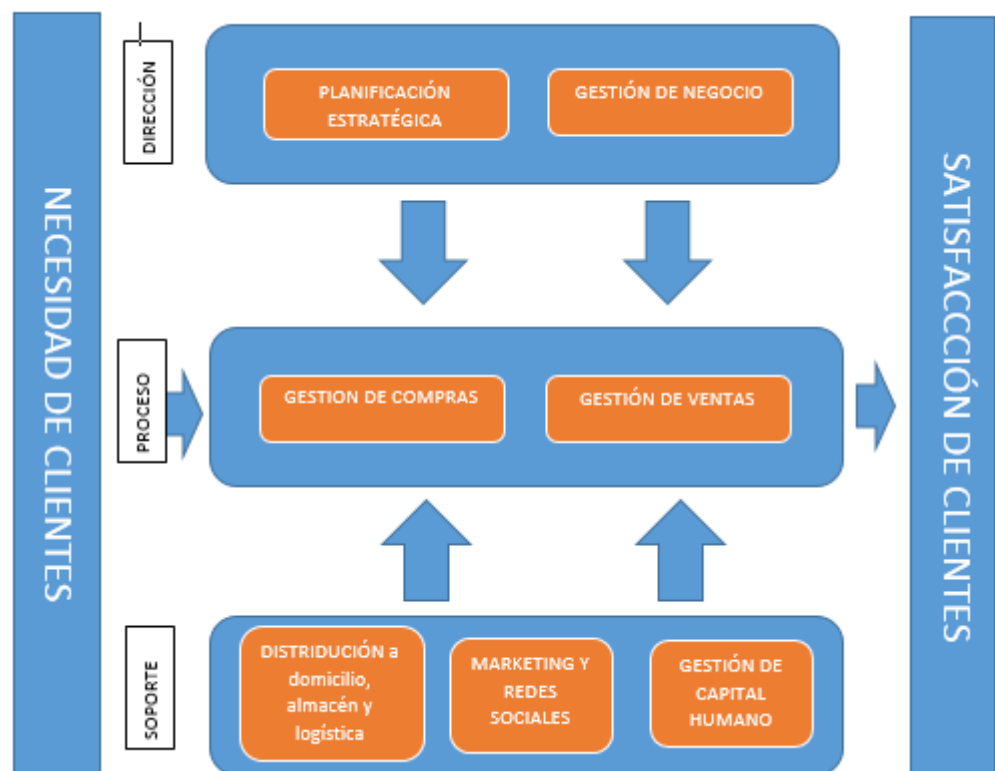 NECESIDAD DE CLIENTES
DIRECCIÓN
PLANIFICACIÓN
ESTRATÉGICA
GESTIÓN DE NEGOCIO
PROCESO
GESTION DE COMPRAS
GESTIÓN DE VENTAS
SOPORTE
DISTRIDUCIÓN a
domicilio,
almacén y
logística
MARKETING Y
REDES
SOCIALES
GESTIÓN DE
CAPITAL
HUMANO
SATISFACCCIÓN DE CLIENTES